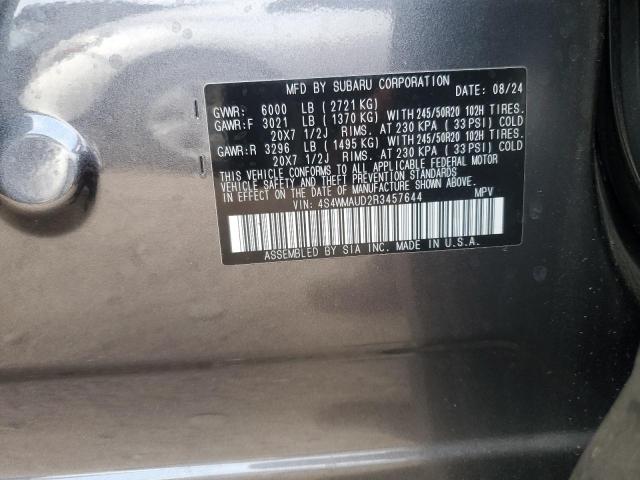 MFD BY SUBARU CORPORATION DATE: 08/24
GVWR: 6000 LB (2721 KG)
GAWR:F 3021 LB (1370 KG) WITH 245/50R20 102H TIRES.
20X7 1/2J RIMS. AT 230 KPA (33 PSI) COLD
GAWR:R 3296 LB (1495 KG) WITH 245/50R20 102H TIRES.
20X7 1/2J RIMS. AT 230 KPA (33 PSI) COLD
THIS VEHICLE CONFORMS TO ALL APPLICABLE FEDERAL MOTOR
VEHICLE SAFETY AND THEFT PREVENTION STANDARDS IN EFFECT
ON THE DATE OF MANUFACTURE SHOWN ABOVE.
VIN: 4S4WMAUD2R3457644 MPV
ASSEMBLED BY SIA INC. MADE IN U.S.A.